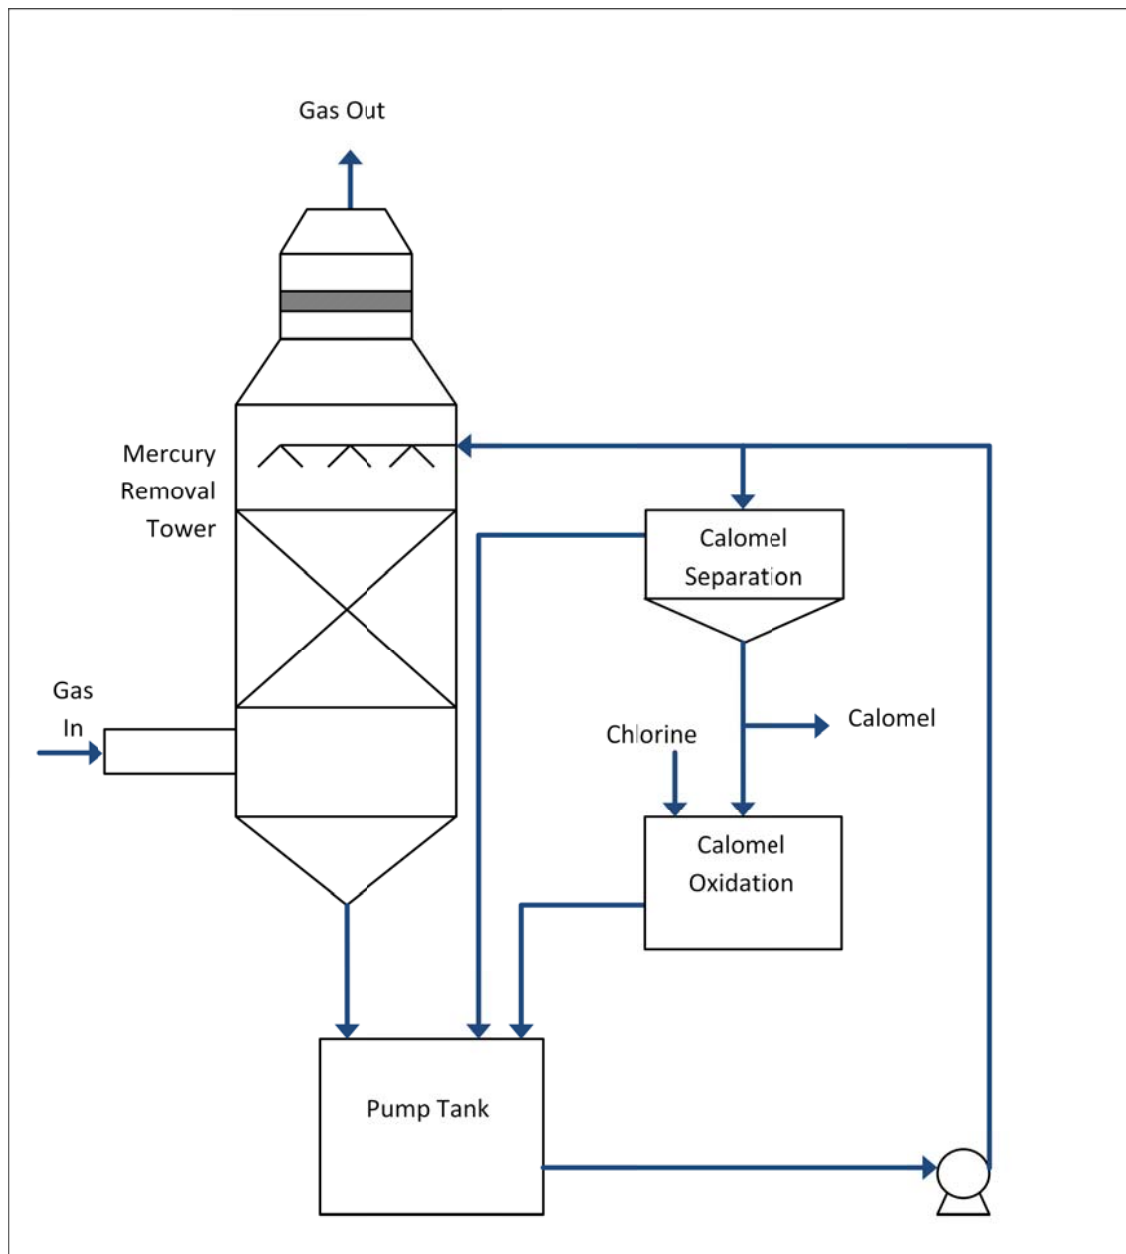 Gas Out
Mercury
Removal
Tower
Calomel
Separation
Gas
In
Calomel
Chlorine
Calomel
Oxidation
Pump Tank